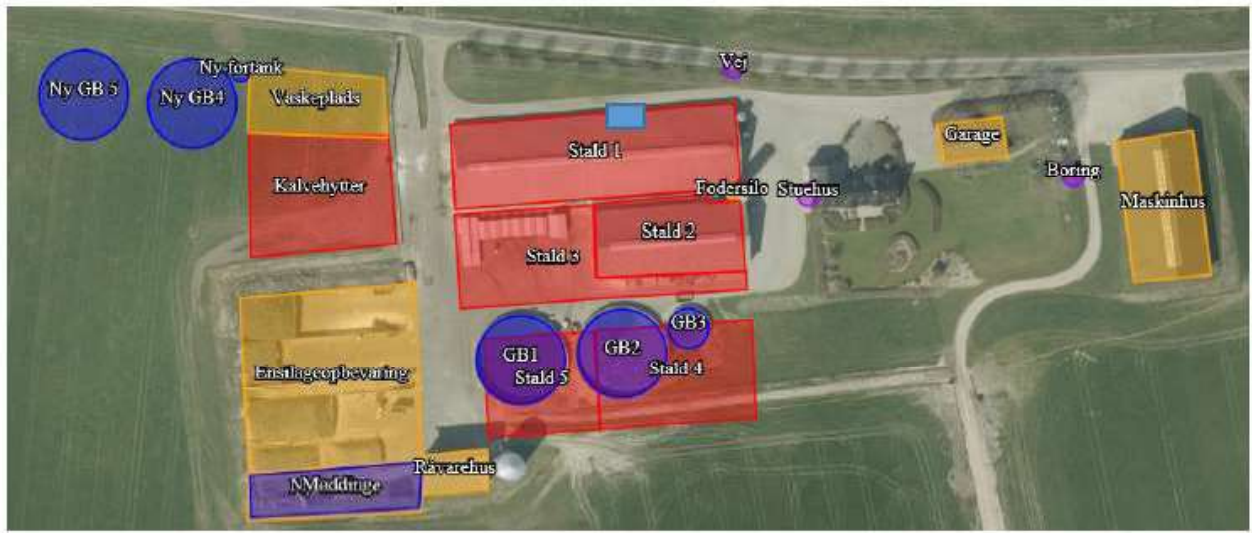 Vej
Ny fortank
Ny GB 5
Ny GB4
Vaskeplads
Garage
Stald 1
Boring
Kalvehytter
Fodersilo
Stuehus
Maskinhus
Stald 2
Stald 3
GB3
GB1
GB2
Stald 4
Stald 5
Ensilageopbevaring
Råvarehus
NMøddinge